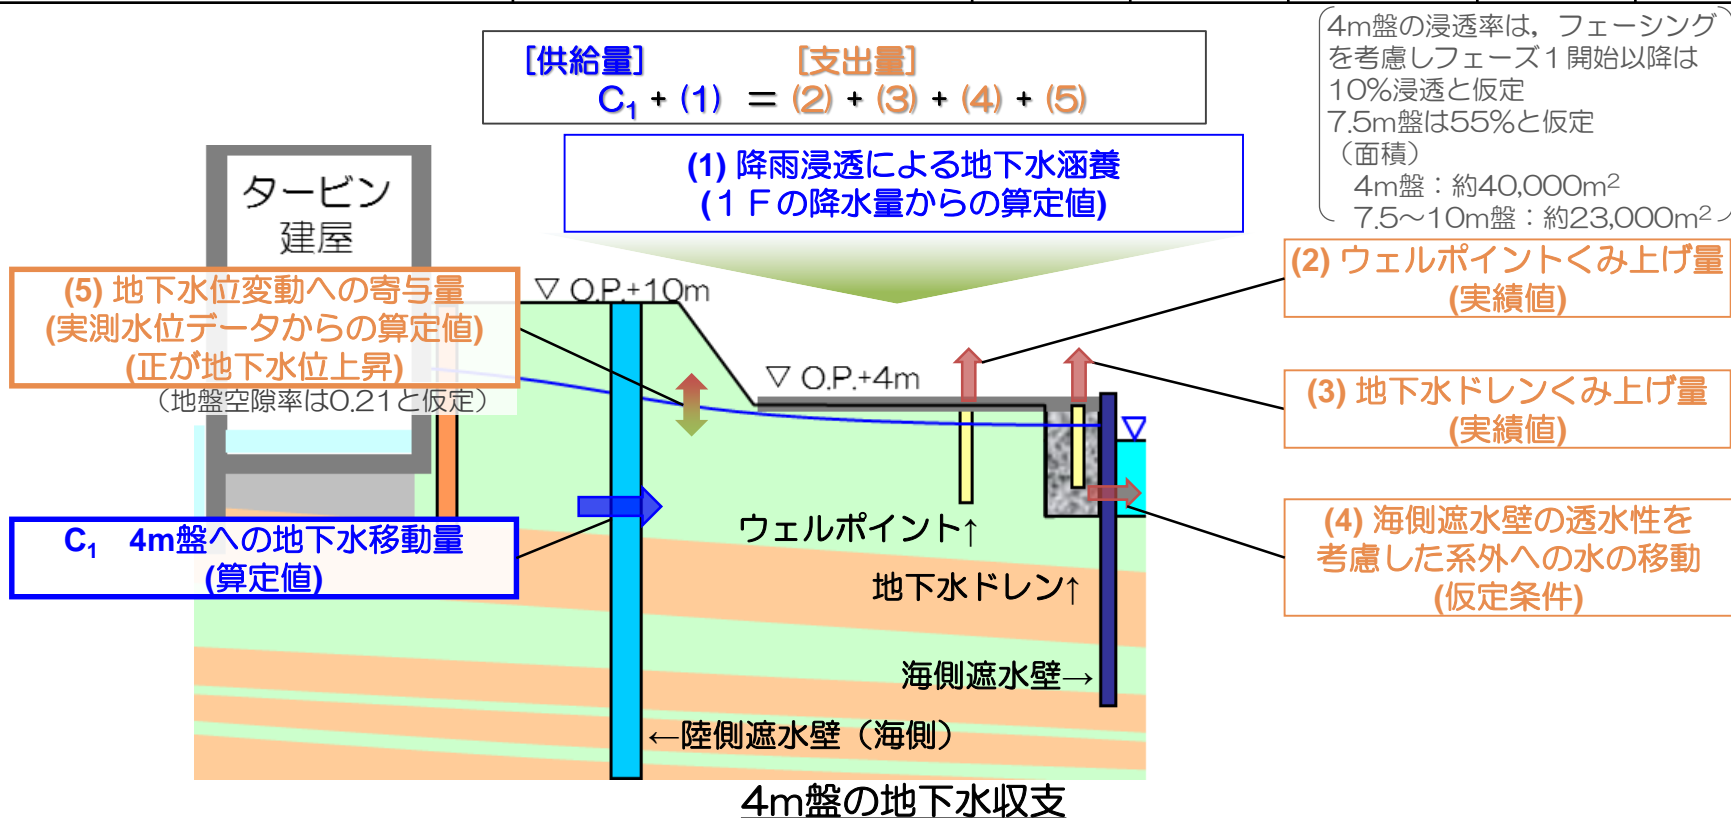 4m盤の浸透率は，フェーシング
を考慮しフェーズ１開始以降は
10%浸透と仮定
7.5m盤は55%と仮定
（面積）
4m盤：約40,000m²
7.5～10m盤：約23,000m²
[供給量] [支出量]
C₁ + (1) ＝ (2) + (3) + (4) + (5)
(1) 降雨浸透による地下水涵養
(１Ｆの降水量からの算定値)
タービン
建屋
(2) ウェルポイントくみ上げ量
(実績値)
(5) 地下水位変動への寄与量
(実測水位データからの算定値)
(正が地下水位上昇)
（地盤空隙率は0.21と仮定）
▽ O.P.+10m
▽ O.P.+4m
(3) 地下水ドレンくみ上げ量
(実績値)
C₁　4m盤への地下水移動量
(算定値)
(4) 海側遮水壁の透水性を
考慮した系外への水の移動
(仮定条件)
ウェルポイント↑
地下水ドレン↑
海側遮水壁→
←陸側遮水壁（海側）
4m盤の地下水収支